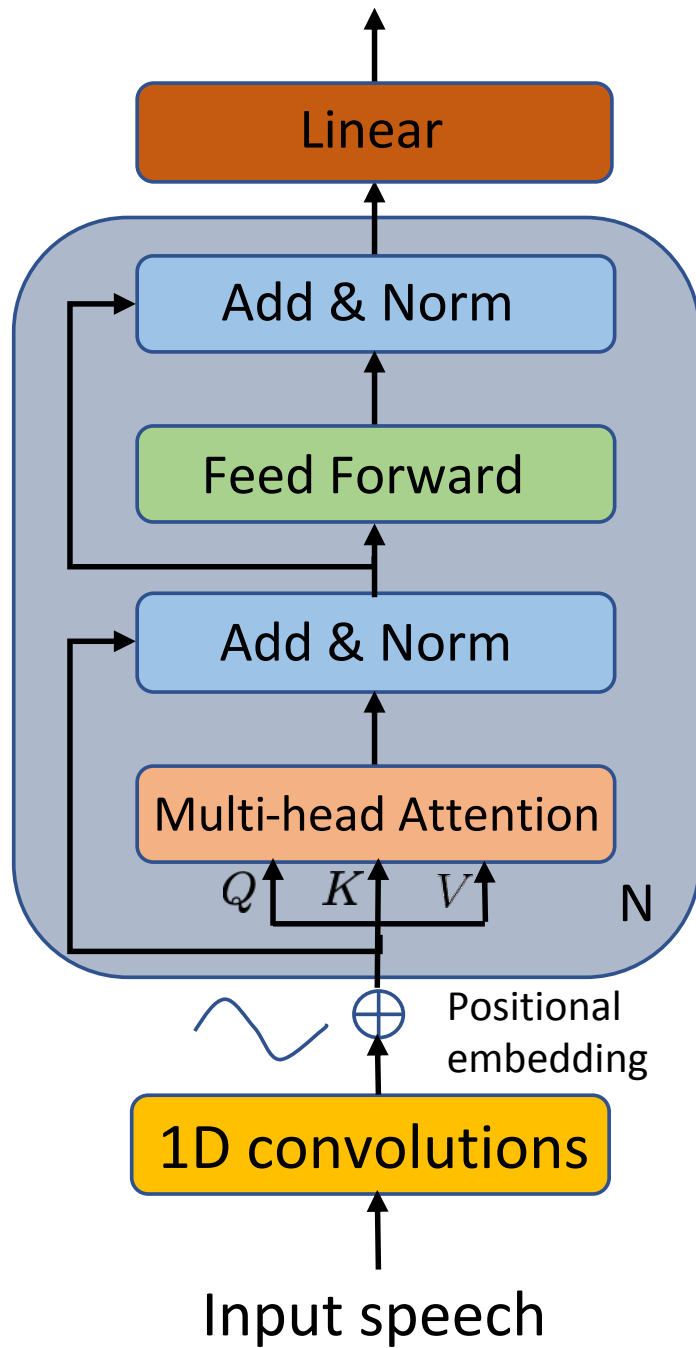 Linear
Add & Norm
Feed Forward
Add & Norm
Multi-head Attention
Q K V
N
Positional
embedding
1D convolutions
Input speech